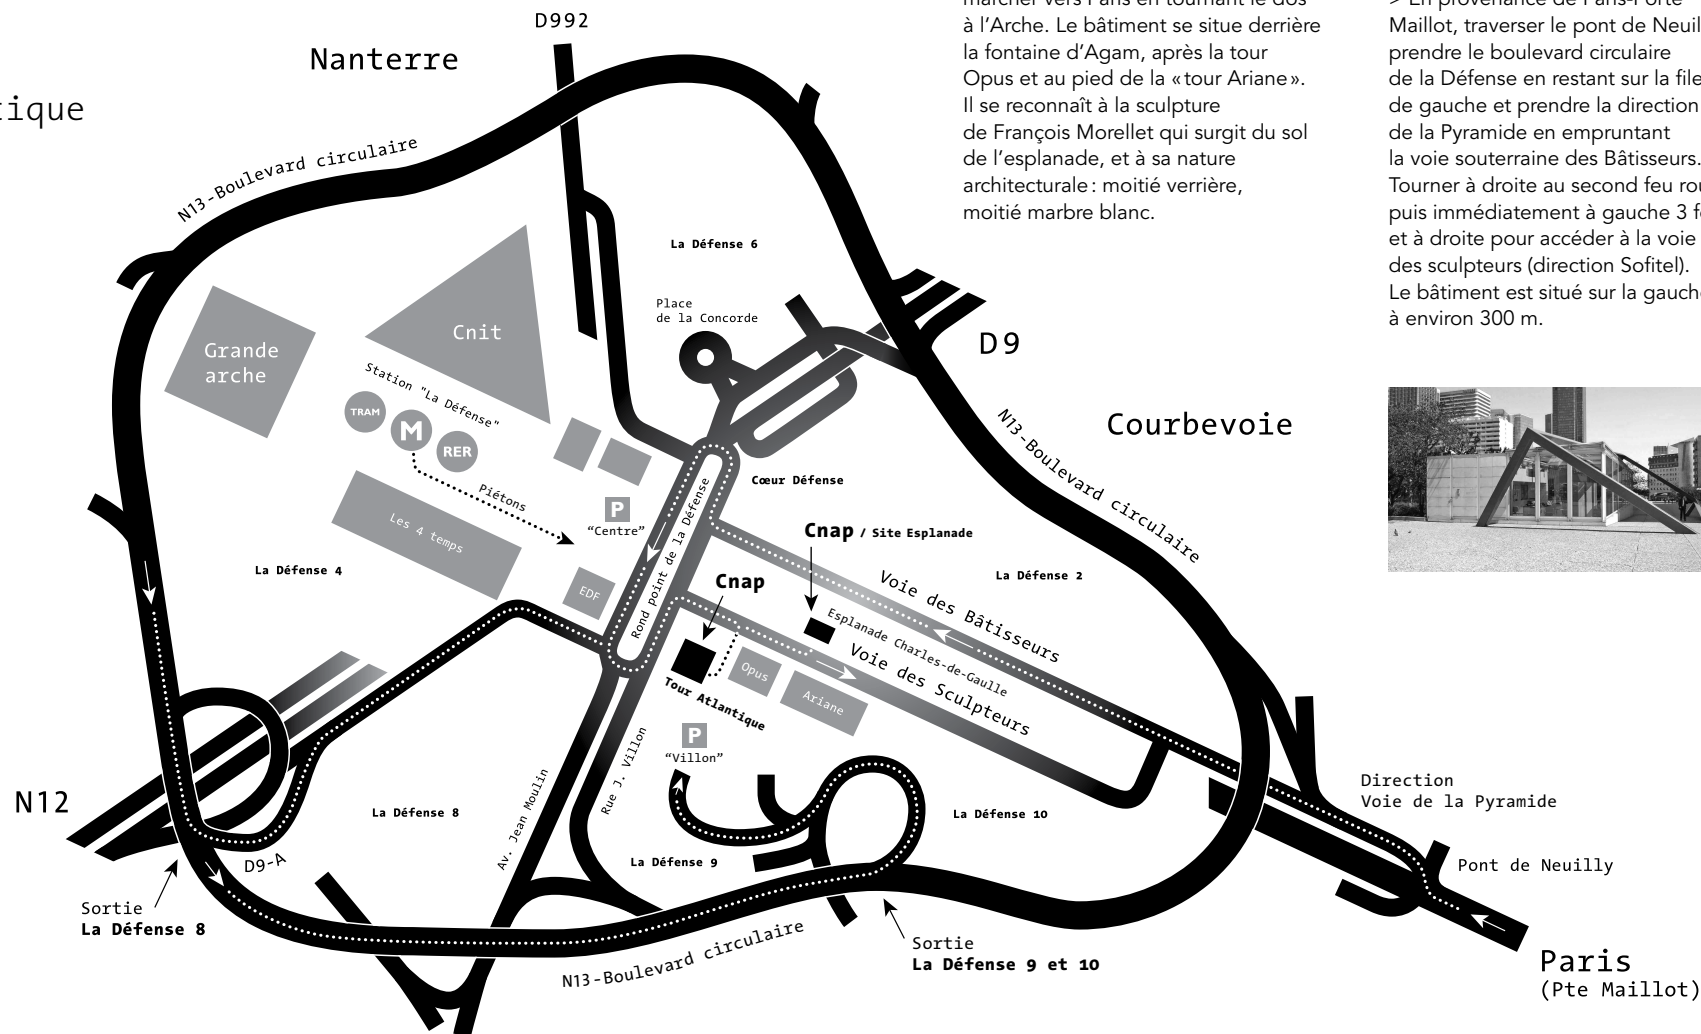 marcher vers Paris en tournant le dos
à l’Arche. Le bâtiment se situe derrière
la fontaine d’Agam, après la tour
Opus et au pied de la «tour Ariane».
Il se reconnaît à la sculpture
de François Morellet qui surgit du sol
de l’esplanade, et à sa nature
architecturale : moitié verrière,
moitié marbre blanc.
> En provenance de Paris-Porte
Maillot, traverser le pont de Neuil
prendre le boulevard circulaire
de la Défense en restant sur la file
de gauche et prendre la direction
de la Pyramide en empruntant
la voie souterraine des Bâtisseurs.
Tourner à droite au second feu rou
puis immédiatement à gauche 3 f
et à droite pour accéder à la voie
des sculpteurs (direction Sofitel).
Le bâtiment est situé sur la gauch
à environ 300 m.
tique
D992
Nanterre
N13-Boulevard circulaire
La Défense 6
Place
de la Concorde
Cnit
Grande
arche
Station "La Défense"
TRAM
M
RER
D9
Courbevoie
N13-Boulevard circulaire
Piétons
Les 4 temps
P
“Centre”
Cœur Défense
Rond point de la Défense
Cnap / Site Esplanade
La Défense 4
EDF
Cnap
La Défense 2
Voie des Bâtisseurs
Esplanade Charles-de-Gaulle
Voie des Sculpteurs
Opus
Ariane
Tour Atlantique
P
“Villon”
Rue J. Villon
Av. Jean Moulin
N12
La Défense 8
La Défense 10
La Défense 9
D9-A
Direction
Voie de la Pyramide
Pont de Neuilly
Sortie
La Défense 8
N13-Boulevard circulaire
Sortie
La Défense 9 et 10
Paris
(Pte Maillot)